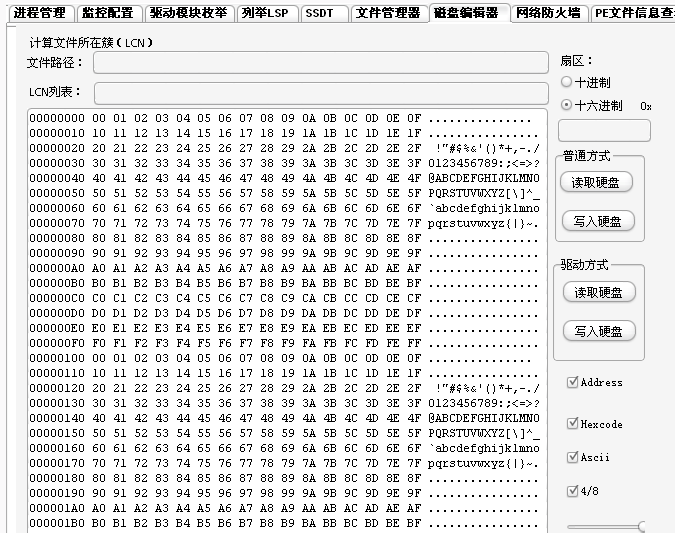 进程管理 监控配置 驱动模块枚举 列举LSP SSDT 文件管理器 磁盘编辑器 网络防火墙 PE文件信息查
计算文件所在簇(LCN)
文件路径:
LCN列表:
00000000 00 01 02 03 04 05 06 07 08 09 0A 0B 0C 0D 0E 0F ...............
00000010 10 11 12 13 14 15 16 17 18 19 1A 1B 1C 1D 1E 1F ................
00000020 20 21 22 23 24 25 26 27 28 29 2A 2B 2C 2D 2E 2F  !"#$%&'()*+,-./
00000030 30 31 32 33 34 35 36 37 38 39 3A 3B 3C 3D 3E 3F 0123456789:;<=>?
00000040 40 41 42 43 44 45 46 47 48 49 4A 4B 4C 4D 4E 4F @ABCDEFGHIJKLMNO
00000050 50 51 52 53 54 55 56 57 58 59 5A 5B 5C 5D 5E 5F PQRSTUVWXYZ[\]^_
00000060 60 61 62 63 64 65 66 67 68 69 6A 6B 6C 6D 6E 6F `abcdefghijklmno
00000070 70 71 72 73 74 75 76 77 78 79 7A 7B 7C 7D 7E 7F pqrstuvwxyz{|}~.
00000080 80 81 82 83 84 85 86 87 88 89 8A 8B 8C 8D 8E 8F ................
00000090 90 91 92 93 94 95 96 97 98 99 9A 9B 9C 9D 9E 9F ................
000000A0 A0 A1 A2 A3 A4 A5 A6 A7 A8 A9 AA AB AC AD AE AF ................
000000B0 B0 B1 B2 B3 B4 B5 B6 B7 B8 B9 BA BB BC BD BE BF ................
000000C0 C0 C1 C2 C3 C4 C5 C6 C7 C8 C9 CA CB CC CD CE CF ................
000000D0 D0 D1 D2 D3 D4 D5 D6 D7 D8 D9 DA DB DC DD DE DF ................
000000E0 E0 E1 E2 E3 E4 E5 E6 E7 E8 E9 EA EB EC ED EE EF ................
000000F0 F0 F1 F2 F3 F4 F5 F6 F7 F8 F9 FA FB FC FD FE FF ................
00000100 00 01 02 03 04 05 06 07 08 09 0A 0B 0C 0D 0E 0F ...............
00000110 10 11 12 13 14 15 16 17 18 19 1A 1B 1C 1D 1E 1F ................
00000120 20 21 22 23 24 25 26 27 28 29 2A 2B 2C 2D 2E 2F  !"#$%&'()*+,-./
00000130 30 31 32 33 34 35 36 37 38 39 3A 3B 3C 3D 3E 3F 0123456789:;<=>?
00000140 40 41 42 43 44 45 46 47 48 49 4A 4B 4C 4D 4E 4F @ABCDEFGHIJKLMNO
00000150 50 51 52 53 54 55 56 57 58 59 5A 5B 5C 5D 5E 5F PQRSTUVWXYZ[\]^_
00000160 60 61 62 63 64 65 66 67 68 69 6A 6B 6C 6D 6E 6F `abcdefghijklmno
00000170 70 71 72 73 74 75 76 77 78 79 7A 7B 7C 7D 7E 7F pqrstuvwxyz{|}~.
00000180 80 81 82 83 84 85 86 87 88 89 8A 8B 8C 8D 8E 8F ................
00000190 90 91 92 93 94 95 96 97 98 99 9A 9B 9C 9D 9E 9F ................
000001A0 A0 A1 A2 A3 A4 A5 A6 A7 A8 A9 AA AB AC AD AE AF ................
000001B0 B0 B1 B2 B3 B4 B5 B6 B7 B8 B9 BA BB BC BD BE BF ................
扇区:
十进制
十六进制 0x
普通方式
读取硬盘
写入硬盘
驱动方式
读取硬盘
写入硬盘
Address
Hexcode
Ascii
4/8